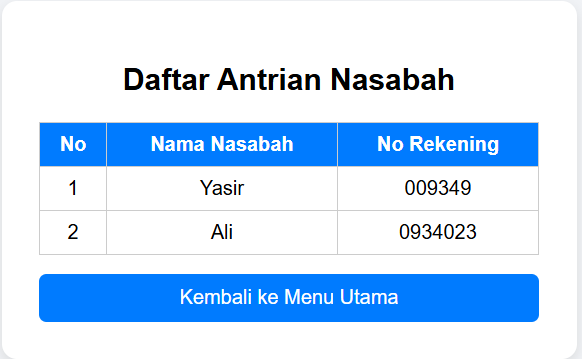 Daftar Antrian Nasabah
No Nama Nasabah No Rekening
1 Yasir 009349
2 Ali 0934023
Kembali ke Menu Utama